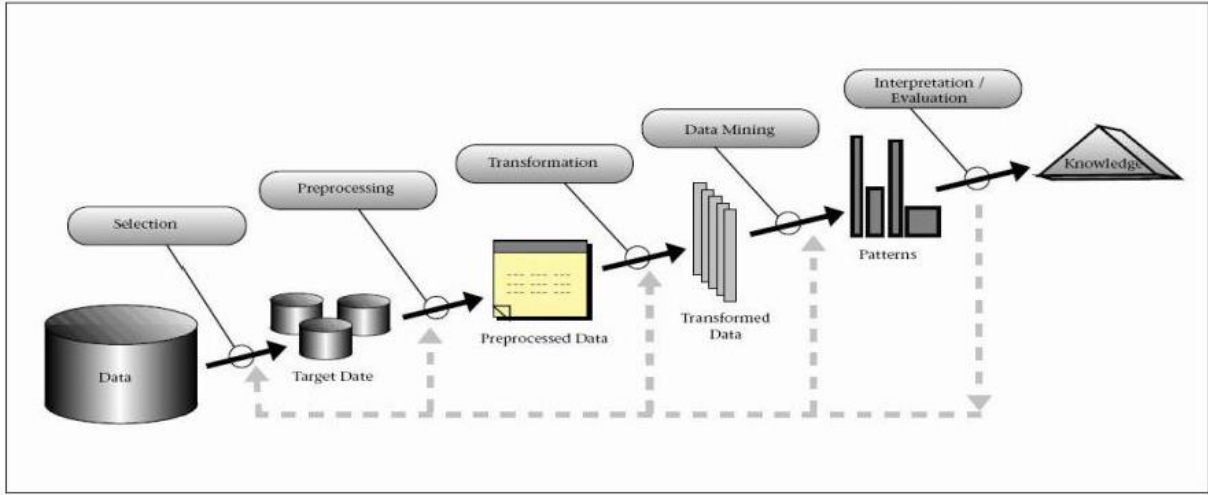 Interpretation /
Evaluation
Data Mining
Transformation
Preprocessing
Selection
Knowledge
Patterns
Transformed
Data
Preprocessed Data
Target Date
Data